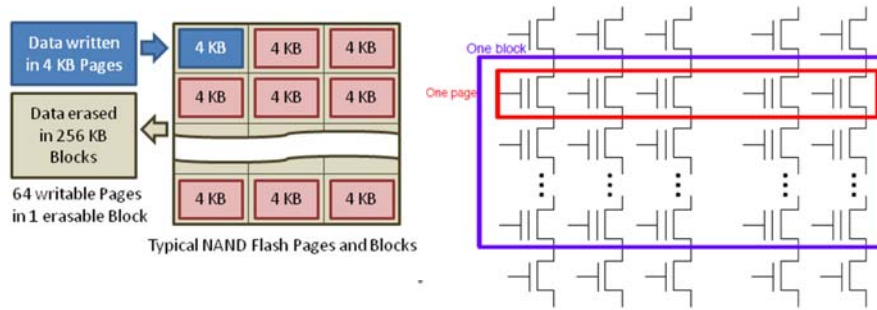 Data written
in 4 KB Pages
4 KB 4 KB 4 KB
4 KB 4 KB 4 KB
Data erased
in 256 KB
Blocks
64 writable Pages
in 1 erasable Block
4 KB 4 KB 4 KB
Typical NAND Flash Pages and Blocks
One block
One page